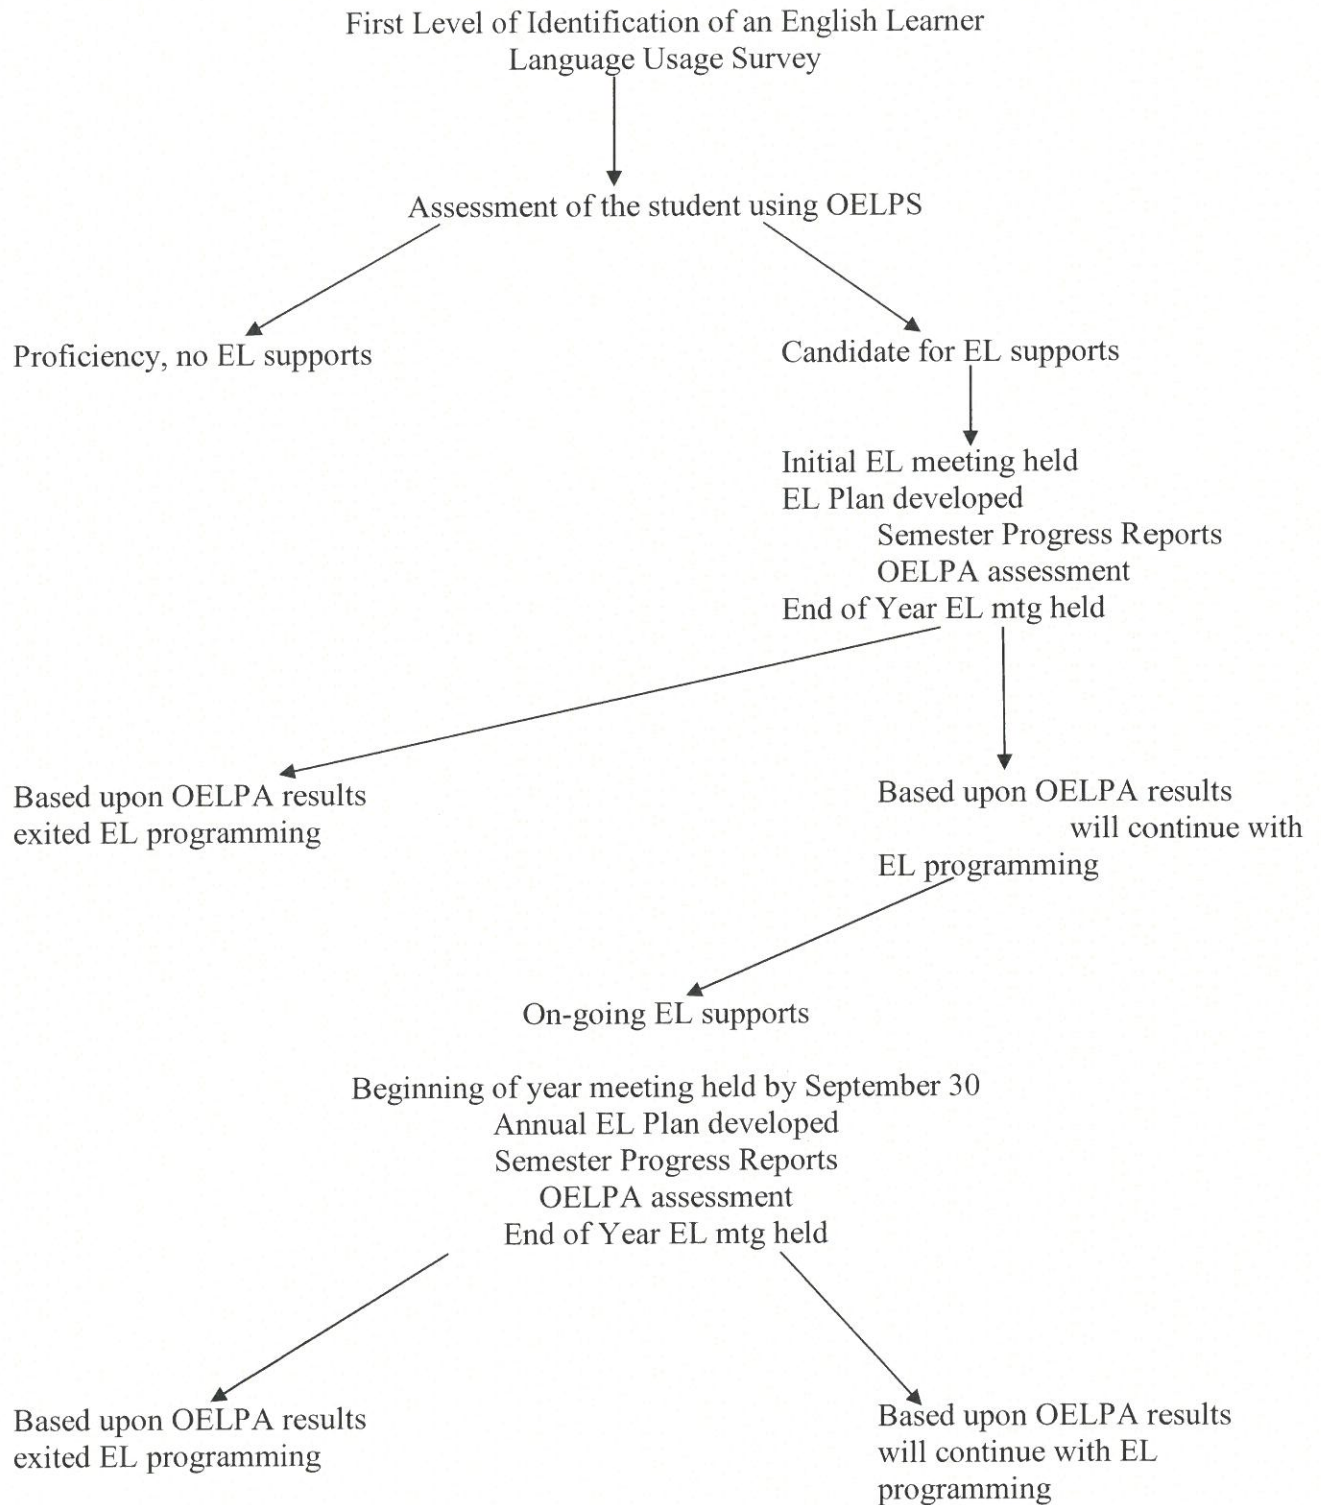 First Level of Identification of an English Learner
Language Usage Survey
Assessment of the student using OELPS
Proficiency, no EL supports
Candidate for EL supports
Initial EL meeting held
EL Plan developed
Semester Progress Reports
OELPA assessment
End of Year EL mtg held
Based upon OELPA results
exited EL programming
Based upon OELPA results
will continue with
EL programming
On-going EL supports
Beginning of year meeting held by September 30
Annual EL Plan developed
Semester Progress Reports
OELPA assessment
End of Year EL mtg held
Based upon OELPA results
exited EL programming
Based upon OELPA results
will continue with EL
programming